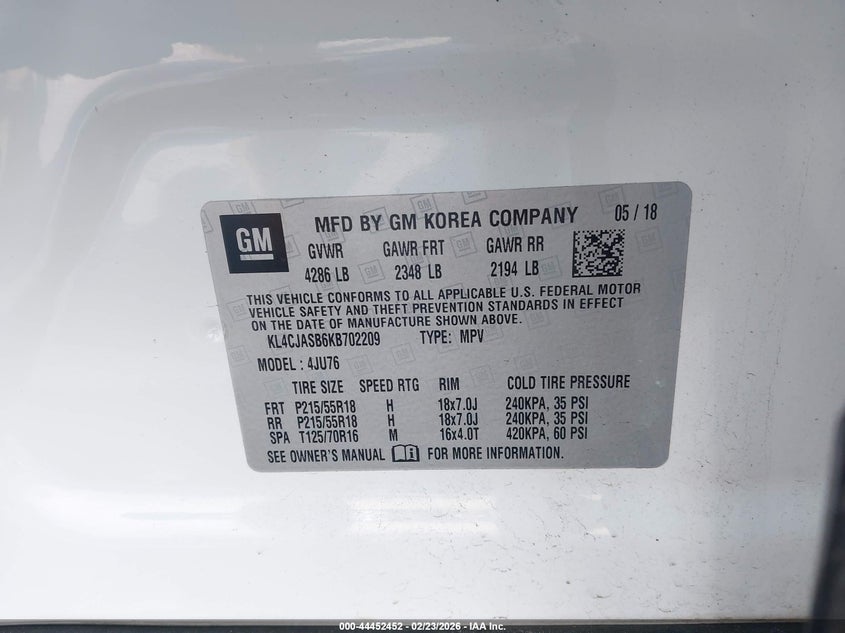 GM
MFD BY GM KOREA COMPANY 05 / 18
GVWR GAWR FRT GAWR RR
4286 LB 2348 LB 2194 LB
THIS VEHICLE CONFORMS TO ALL APPLICABLE U.S. FEDERAL MOTOR
VEHICLE SAFETY AND THEFT PREVENTION STANDARDS IN EFFECT
ON THE DATE OF MANUFACTURE SHOWN ABOVE.
KL4CJASB6KB702209 TYPE: MPV
MODEL : 4JU76
TIRE SIZE SPEED RTG RIM COLD TIRE PRESSURE
FRT P215/55R18 H 18x7.0J 240KPA, 35 PSI
RR P215/55R18 H 18x7.0J 240KPA, 35 PSI
SPA T125/70R16 M 16x4.0T 420KPA, 60 PSI
SEE OWNER'S MANUAL FOR MORE INFORMATION.
000-44452452 - 02/23/2026 - IAA Inc.